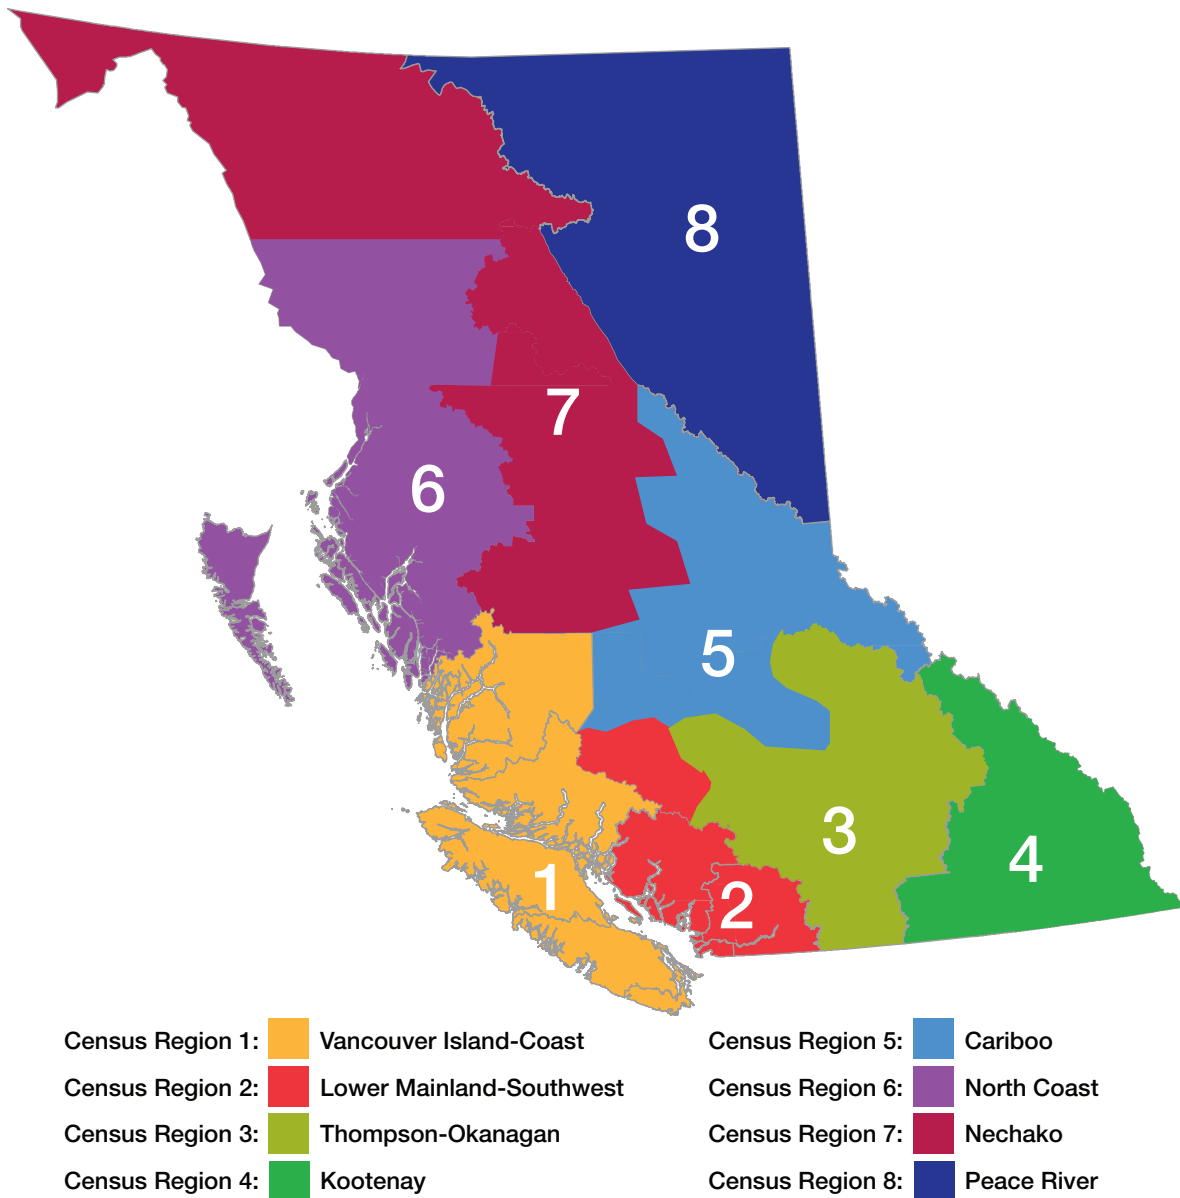 8
7
6
5
3
4
1
2
Census Region 1: Vancouver Island-Coast
Census Region 2: Lower Mainland-Southwest
Census Region 3: Thompson-Okanagan
Census Region 4: Kootenay
Census Region 5: Cariboo
Census Region 6: North Coast
Census Region 7: Nechako
Census Region 8: Peace River